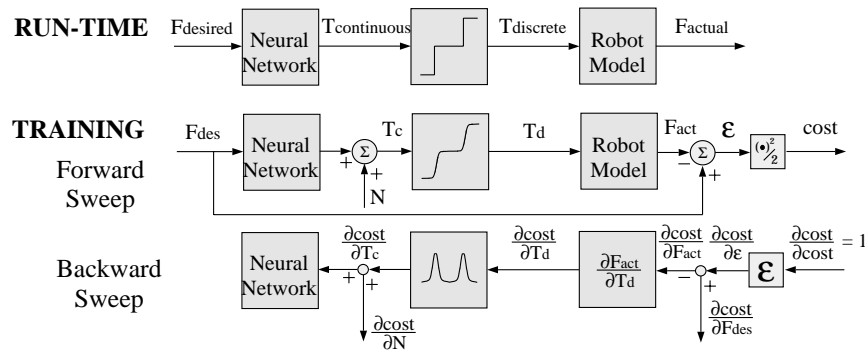 RUN-TIME
Fdesired
Neural
Network
Tcontinuous
Tdiscrete
Robot
Model
Factual
TRAINING
Forward
Sweep
Fdes
Neural
Network
+
Σ
+
N
Tc
Td
Robot
Model
Fact
−
Σ
+
ε
(•)²/2
cost
Backward
Sweep
Neural
Network
∂cost/∂Tc
+
+
∂cost/∂N
∂cost/∂Td
∂Fact/∂Td
∂cost/∂Fact
−
+
∂cost/∂Fdes
∂cost/∂ε
ε
∂cost/∂cost = 1